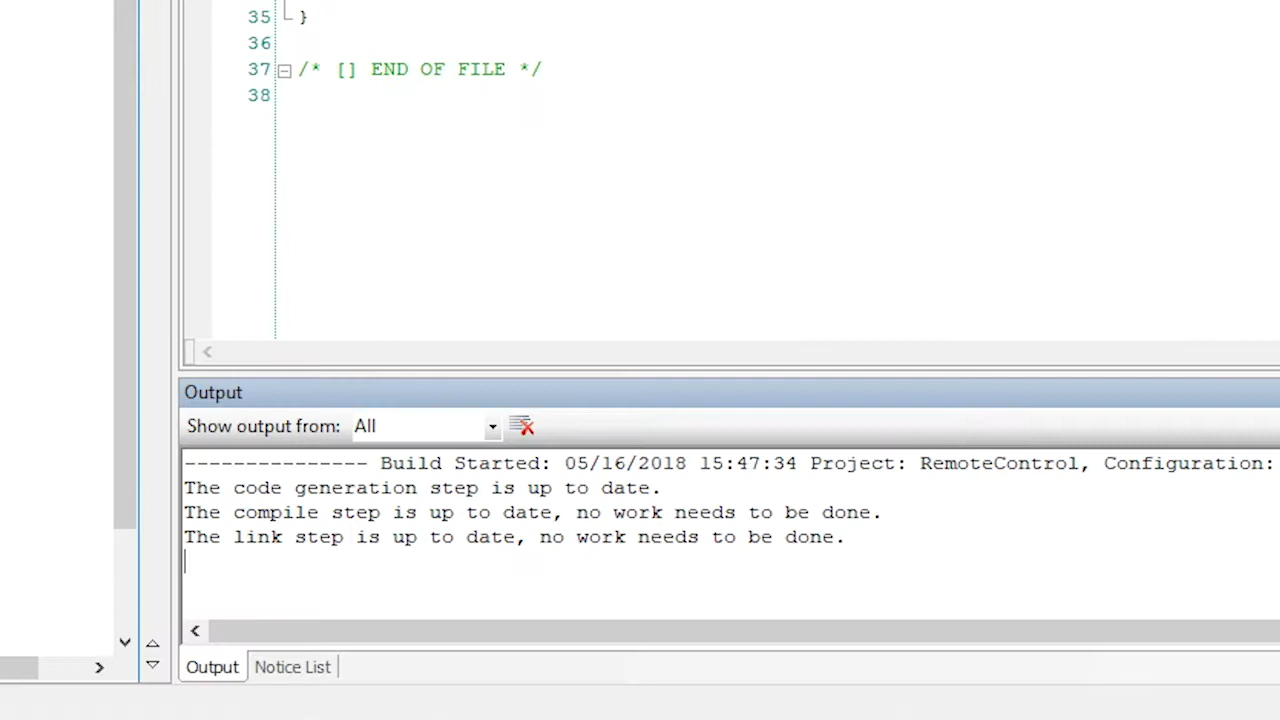 35 }
36
37 /* [] END OF FILE */
38
Output
Show output from: All
--------------- Build Started: 05/16/2018 15:47:34 Project: RemoteControl, Configuration:
The code generation step is up to date.
The compile step is up to date, no work needs to be done.
The link step is up to date, no work needs to be done.
Output Notice List